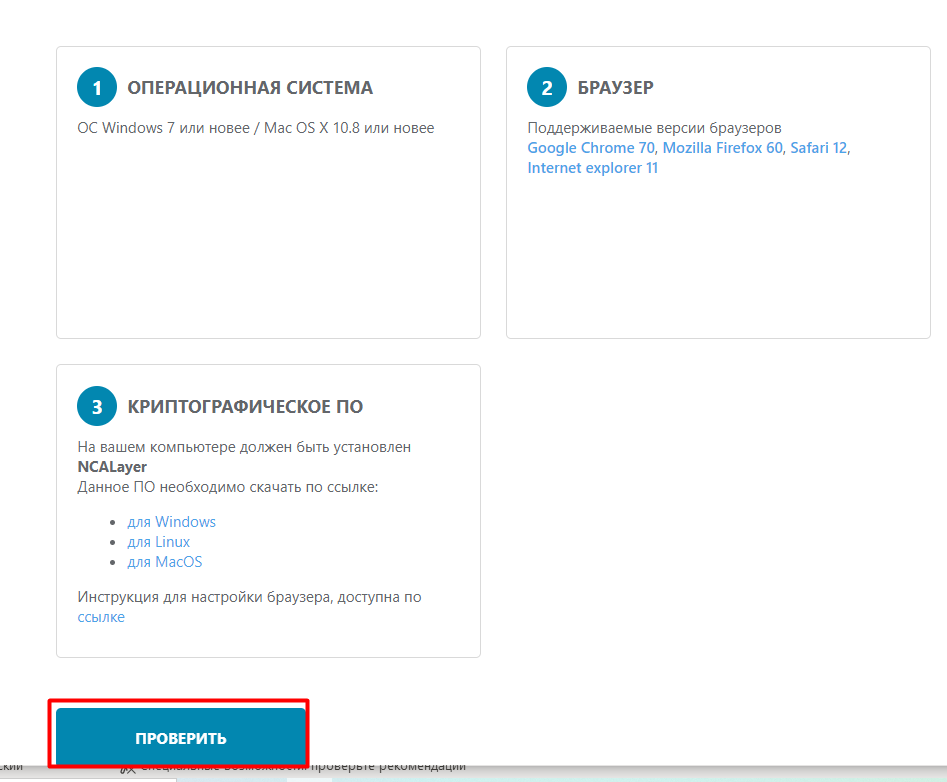 1 ОПЕРАЦИОННАЯ СИСТЕМА
ОС Windows 7 или новее / Mac OS X 10.8 или новее
2 БРАУЗЕР
Поддерживаемые версии браузеров
Google Chrome 70, Mozilla Firefox 60, Safari 12,
Internet explorer 11
3 КРИПТОГРАФИЧЕСКОЕ ПО
На вашем компьютере должен быть установлен
NCALayer
Данное ПО необходимо скачать по ссылке:
• для Windows
• для Linux
• для MacOS
Инструкция для настройки браузера, доступна по
ссылке
ПРОВЕРИТЬ
Специальные возможности: проверьте рекомендации